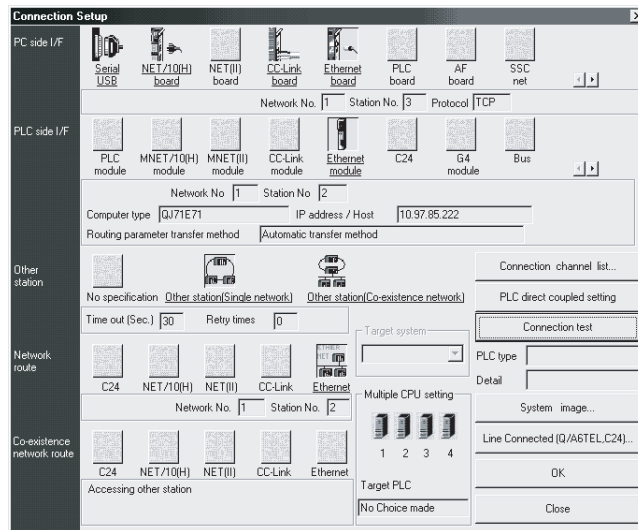 Connection Setup
PC side I/F
Serial USB
NET/10(H) board
NET(II) board
CC-Link board
Ethernet board
PLC board
AF board
SSC net
Network No. 1 Station No. 3 Protocol TCP
PLC side I/F
PLC module
MNET/10(H) module
MNET(II) module
CC-Link module
Ethernet module
C24
G4 module
Bus
Network No 1 Station No 2
Computer type QJ71E71 IP address / Host 10.97.85.222
Routing parameter transfer method Automatic transfer method
Other station
No specification Other station(Single network) Other station(Co-existence network)
Time out (Sec.) 30 Retry times 0
Network route
ETHER NET
C24 NET/10(H) NET(II) CC-Link Ethernet
Network No. 1 Station No. 2
Co-existence network route
C24 NET/10(H) NET(II) CC-Link Ethernet
Accessing other station
Target system
Multiple CPU setting
1 2 3 4
Target PLC
No Choice made
Connection channel list...
PLC direct coupled setting
Connection test
PLC type
Detail
System image...
Line Connected (Q/A6TEL,C24)...
OK
Close